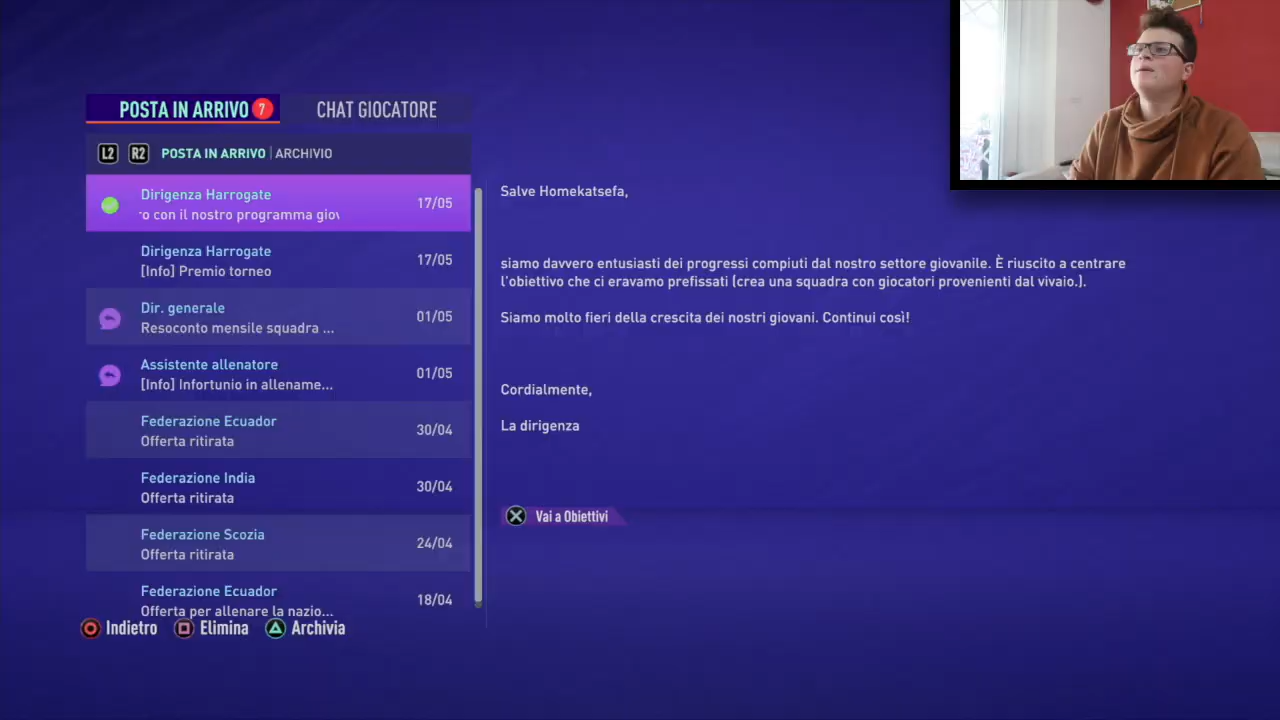 POSTA IN ARRIVO 7
CHAT GIOCATORE
L2 R2 POSTA IN ARRIVO | ARCHIVIO
Dirigenza Harrogate
con il nostro programma
17/05
Dirigenza Harrogate
[Info] Premio torneo
17/05
Dir. generale
Resoconto mensile squadra ...
01/05
Assistente allenatore
[Info] Infortunio in allename...
01/05
Federazione Ecuador
Offerta ritirata
30/04
Federazione India
Offerta ritirata
30/04
Federazione Scozia
Offerta ritirata
24/04
Federazione Ecuador
Offerta per allenare la nazio...
18/04
Salve Homekatsefa,
siamo davvero entusiasti dei progressi compiuti dal nostro settore giovanile. È riuscito a centrare
l'obiettivo che ci eravamo prefissati (crea una squadra con giocatori provenienti dal vivaio.).
Siamo molto fieri della crescita dei nostri giovani. Continui così!
Cordialmente,
La dirigenza
Vai a Obiettivi
Indietro Elimina Archivia